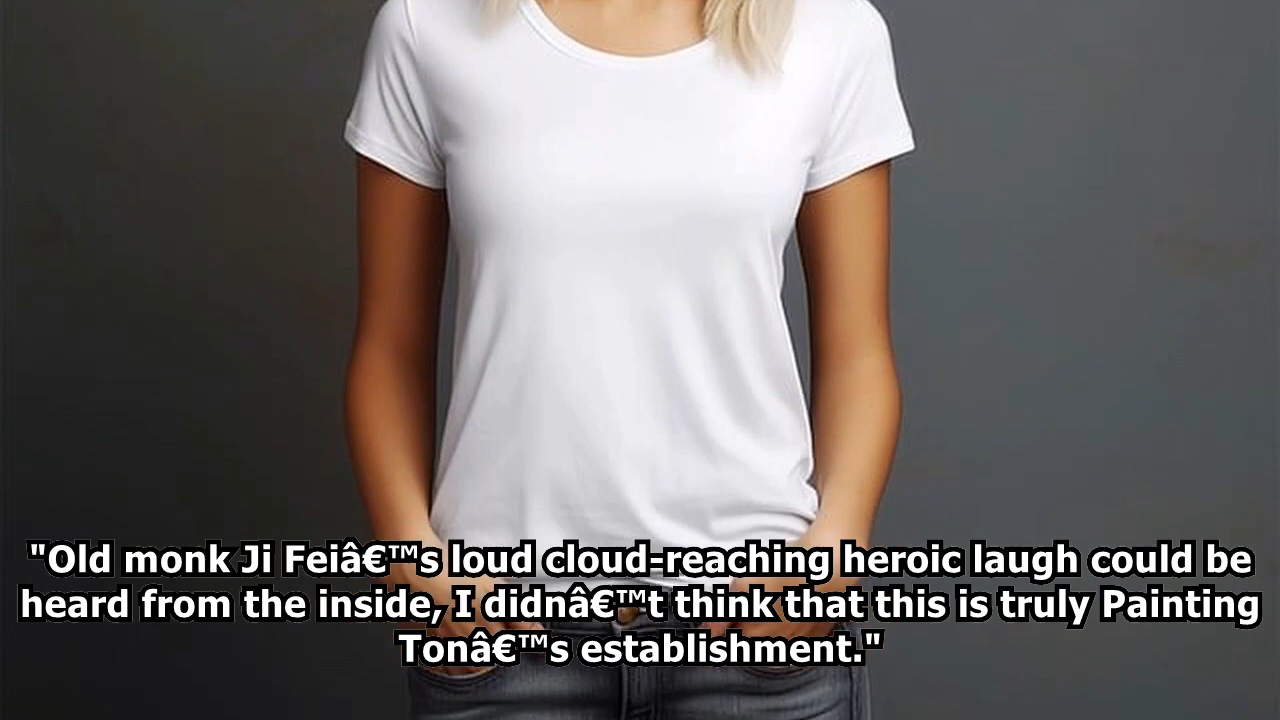 "Old monk Ji Feiâ€™s loud cloud-reaching heroic laugh could be
heard from the inside, I didnâ€™t think that this is truly Painting
Tonâ€™s establishment."